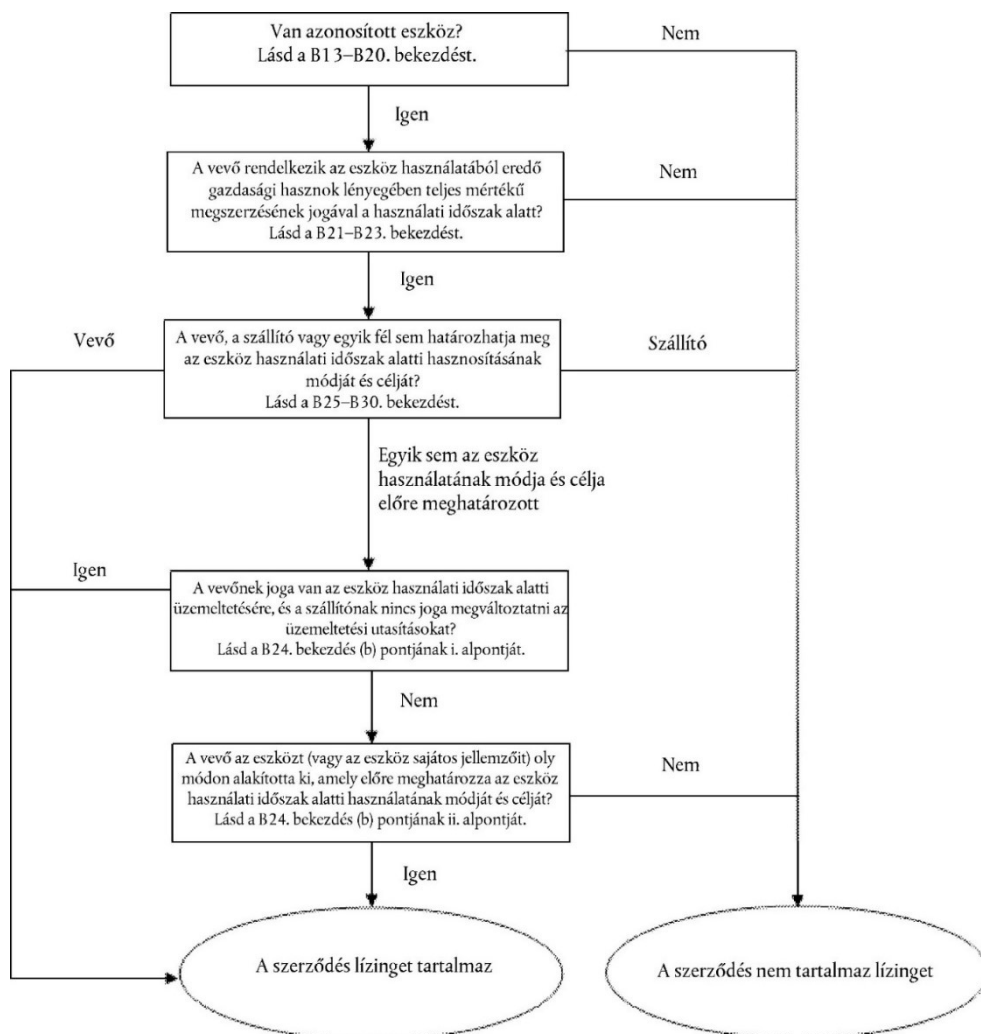 Van azonosított eszköz?
Lásd a B13–B20. bekezdést.
Nem
Igen
A vevő rendelkezik az eszköz használatából eredő
gazdasági hasznok lényegében teljes mértékű
megszerzésének jogával a használati időszak alatt?
Lásd a B21–B23. bekezdést.
Nem
Igen
Vevő
A vevő, a szállító vagy egyik fél sem határozhatja meg
az eszköz használati időszak alatti hasznosításának
módját és célját?
Lásd a B25–B30. bekezdést.
Szállító
Egyik sem az eszköz
használatának módja és célja
előre meghatározott
Igen
A vevőnek joga van az eszköz használati időszak alatti
üzemeltetésére, és a szállítónak nincs joga megváltoztatni az
üzemeltetési utasításokat?
Lásd a B24. bekezdés (b) pontjának i. alpontját.
Nem
A vevő az eszközt (vagy az eszköz sajátos jellemzőit) oly
módon alakította ki, amely előre meghatározza az eszköz
használati időszak alatti használatának módját és célját?
Lásd a B24. bekezdés (b) pontjának ii. alpontját.
Nem
Igen
A szerződés lízinget tartalmaz
A szerződés nem tartalmaz lízinget